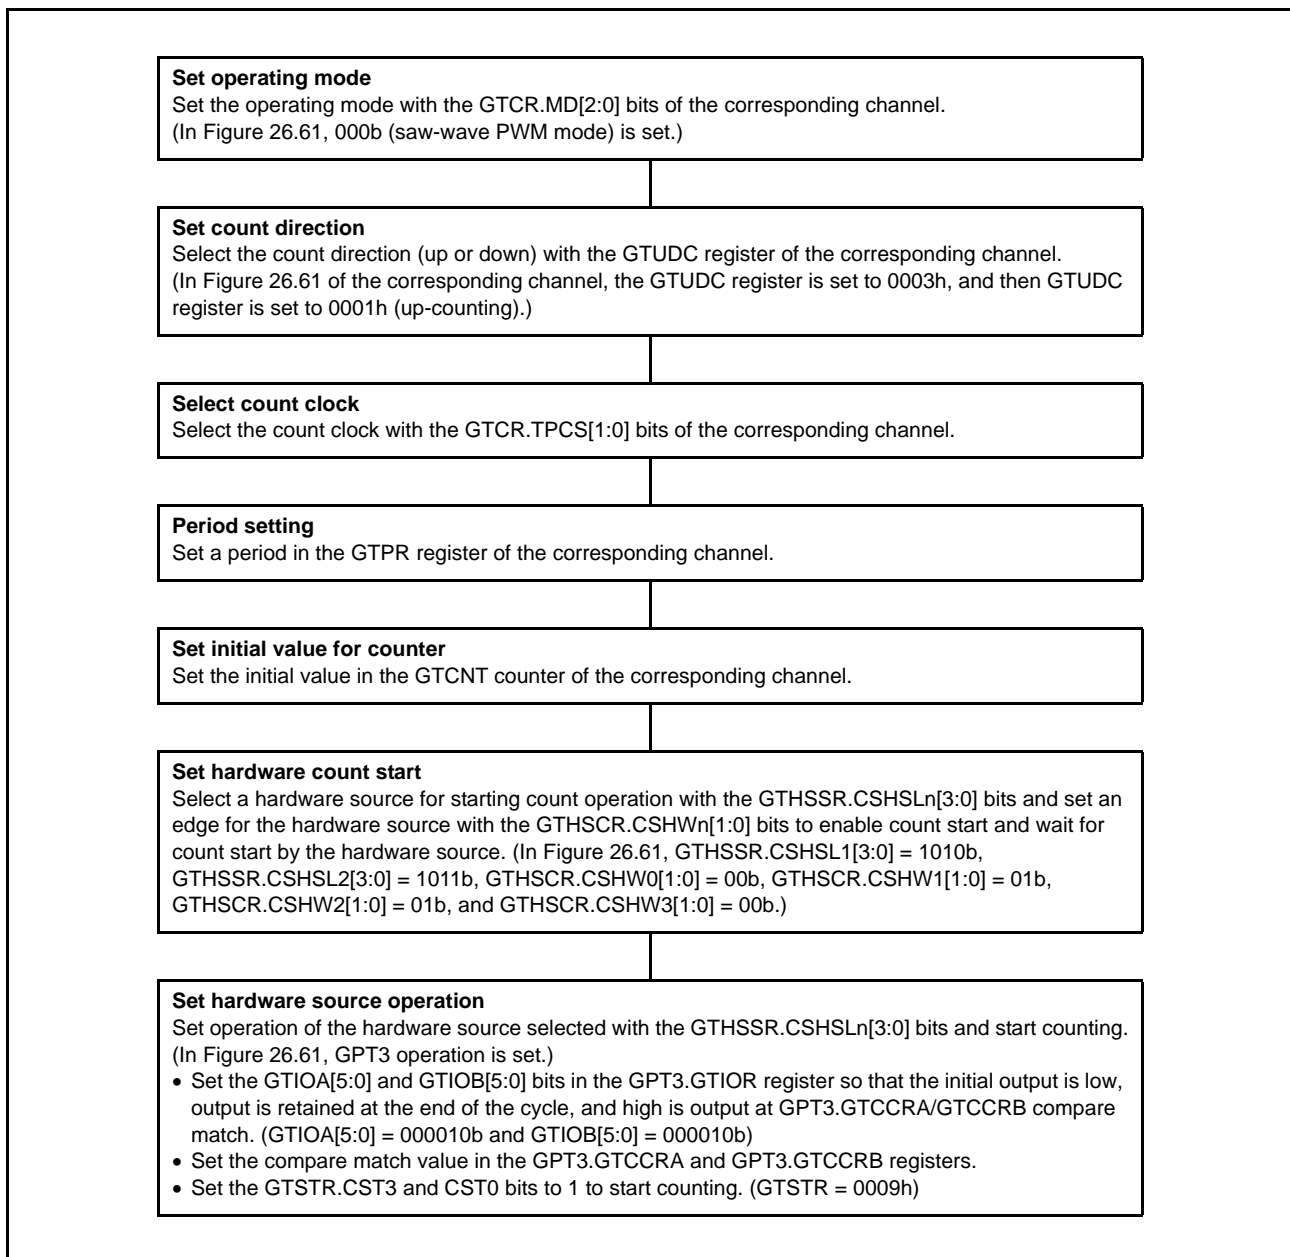 Set operating mode
Set the operating mode with the GTCR.MD[2:0] bits of the corresponding channel.
(In Figure 26.61, 000b (saw-wave PWM mode) is set.)
Set count direction
Select the count direction (up or down) with the GTUDC register of the corresponding channel.
(In Figure 26.61 of the corresponding channel, the GTUDC register is set to 0003h, and then GTUDC
register is set to 0001h (up-counting).)
Select count clock
Select the count clock with the GTCR.TPCS[1:0] bits of the corresponding channel.
Period setting
Set a period in the GTPR register of the corresponding channel.
Set initial value for counter
Set the initial value in the GTCNT counter of the corresponding channel.
Set hardware count start
Select a hardware source for starting count operation with the GTHSSR.CSHSLn[3:0] bits and set an
edge for the hardware source with the GTHSCR.CSHWn[1:0] bits to enable count start and wait for
count start by the hardware source. (In Figure 26.61, GTHSSR.CSHSL1[3:0] = 1010b,
GTHSSR.CSHSL2[3:0] = 1011b, GTHSCR.CSHW0[1:0] = 00b, GTHSCR.CSHW1[1:0] = 01b,
GTHSCR.CSHW2[1:0] = 01b, and GTHSCR.CSHW3[1:0] = 00b.)
Set hardware source operation
Set operation of the hardware source selected with the GTHSSR.CSHSLn[3:0] bits and start counting.
(In Figure 26.61, GPT3 operation is set.)
• Set the GTIOA[5:0] and GTIOB[5:0] bits in the GPT3.GTIOR register so that the initial output is low,
output is retained at the end of the cycle, and high is output at GPT3.GTCCRA/GTCCRB compare
match. (GTIOA[5:0] = 000010b and GTIOB[5:0] = 000010b)
• Set the compare match value in the GPT3.GTCCRA and GPT3.GTCCRB registers.
• Set the GTSTR.CST3 and CST0 bits to 1 to start counting. (GTSTR = 0009h)